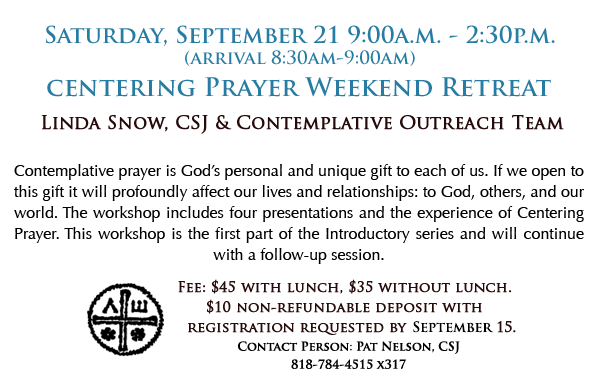 Saturday, September 21 9:00a.m. - 2:30p.m.
(arrival 8:30am-9:00am)
centering Prayer Weekend Retreat
Linda Snow, CSJ & Contemplative Outreach Team
Contemplative prayer is God’s personal and unique gift to each of us. If we open to
this gift it will profoundly affect our lives and relationships: to God, others, and our
world. The workshop includes four presentations and the experience of Centering
Prayer. This workshop is the first part of the Introductory series and will continue
with a follow-up session.
Fee: $45 with lunch, $35 without lunch.
$10 non-refundable deposit with
registration requested by September 15.
Contact Person: Pat Nelson, CSJ
818-784-4515 x317